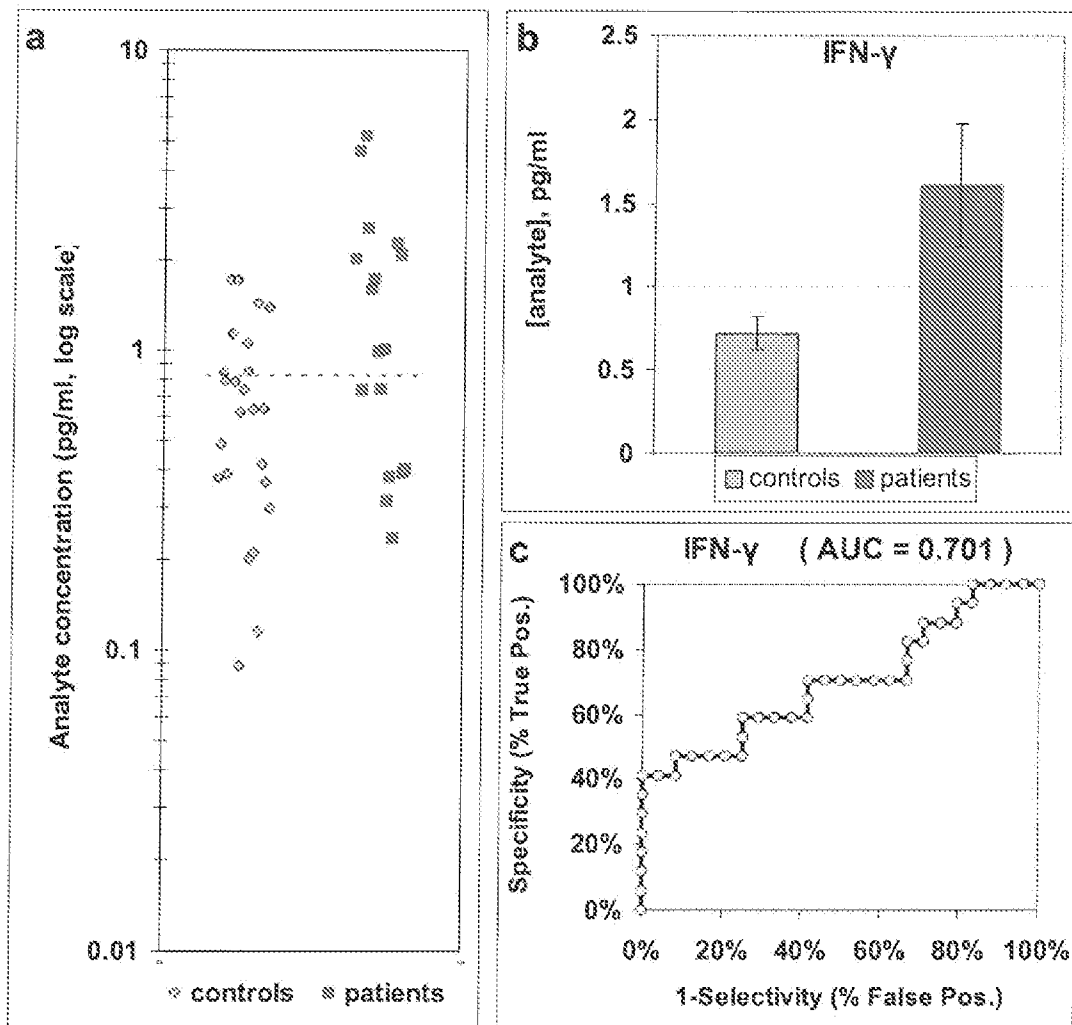 a
10
1
0.1
0.01
Analyte concentration (pg/ml, log scale)
controls patients
b
IFN-γ
2.5
2
1.5
1
0.5
0
[analyte], pg/ml
controls patients
c
IFN-γ ( AUC = 0.701 )
100%
80%
60%
40%
20%
0%
Specificity (% True Pos.)
0% 20% 40% 60% 80% 100%
1-Selectivity (% False Pos.)